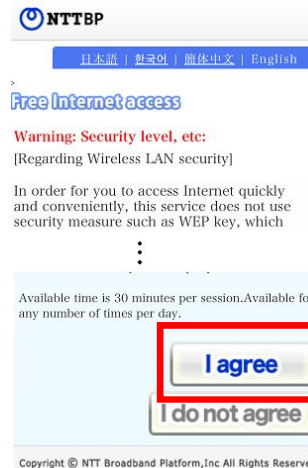 NTTBP
日本語 | 한국어 | 簡体中文 | English
>
Free Internet access
Warning: Security level, etc:
[Regarding Wireless LAN security]
In order for you to access Internet quickly
and conveniently, this service does not use
security measure such as WEP key, which
Available time is 30 minutes per session.Available fo
any number of times per day.
I agree
I do not agree
Copyright © NTT Broadband Platform,Inc All Rights Reserve